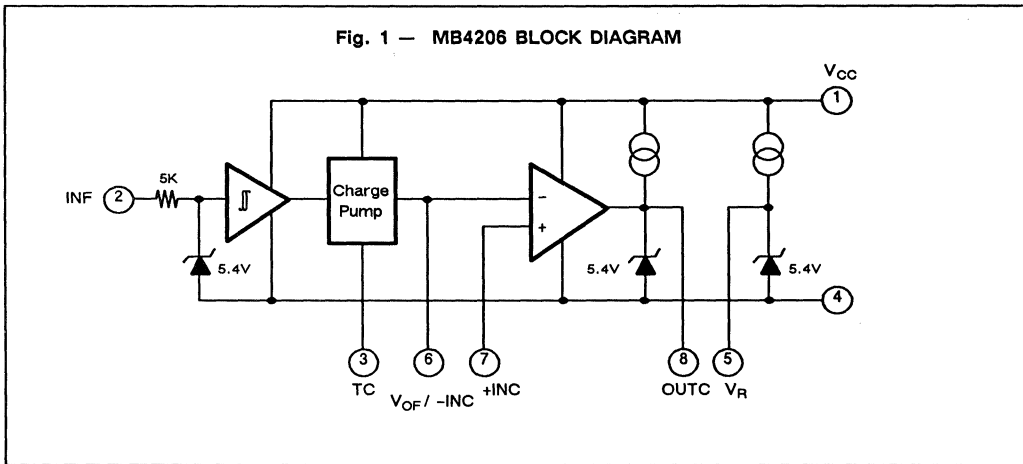 Fig. 1 — MB4206 BLOCK DIAGRAM
VCC
1
5K
INF
2
Charge
Pump
−
+
5.4V
5.4V
5.4V
4
3
6
7
8
5
TC
VOF / -INC
+INC
OUTC
VR